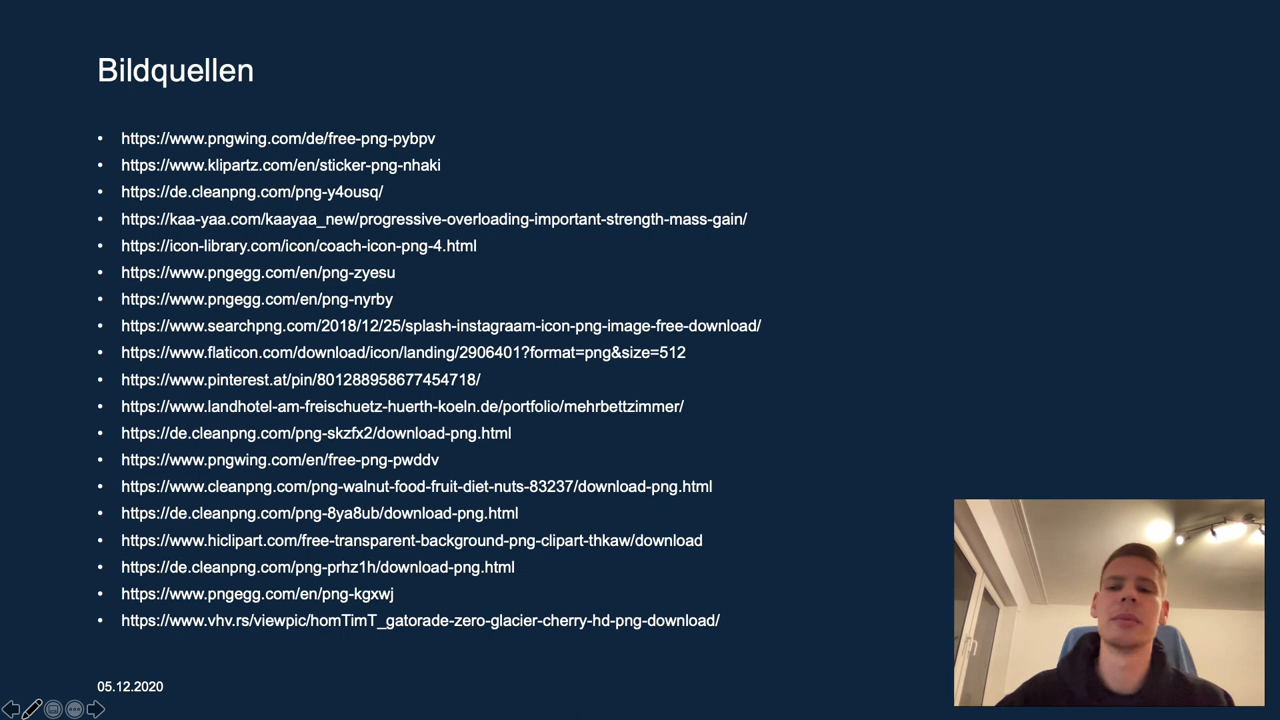 Bildquellen
• https://www.pngwing.com/de/free-png-pybpv
• https://www.klipartz.com/en/sticker-png-nhaki
• https://de.cleanpng.com/png-y4ousq/
• https://kaa-yaa.com/kaayaa_new/progressive-overloading-important-strength-mass-gain/
• https://icon-library.com/icon/coach-icon-png-4.html
• https://www.pngegg.com/en/png-zyesu
• https://www.pngegg.com/en/png-nyrby
• https://www.searchpng.com/2018/12/25/splash-instagraam-icon-png-image-free-download/
• https://www.flaticon.com/download/icon/landing/2906401?format=png&size=512
• https://www.pinterest.at/pin/801288958677454718/
• https://www.landhotel-am-freischuetz-huerth-koeln.de/portfolio/mehrbettzimmer/
• https://de.cleanpng.com/png-skzfx2/download-png.html
• https://www.pngwing.com/en/free-png-pwddv
• https://www.cleanpng.com/png-walnut-food-fruit-diet-nuts-83237/download-png.html
• https://de.cleanpng.com/png-8ya8ub/download-png.html
• https://www.hiclipart.com/free-transparent-background-png-clipart-thkaw/download
• https://de.cleanpng.com/png-prhz1h/download-png.html
• https://www.pngegg.com/en/png-kgxwj
• https://www.vhv.rs/viewpic/homTimT_gatorade-zero-glacier-cherry-hd-png-download/
05.12.2020